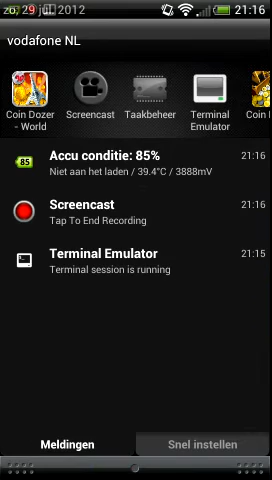 zo, 29 jul. 2012 21:16
vodafone NL
Coin Dozer
- World
Screencast
Taakbeheer
Terminal
Emulator
Coin
85
Accu conditie: 85% 21:16
Niet aan het laden / 39.4°C / 3888mV
Screencast 21:16
Tap To End Recording
Terminal Emulator 21:15
Terminal session is running
Meldingen Snel instellen